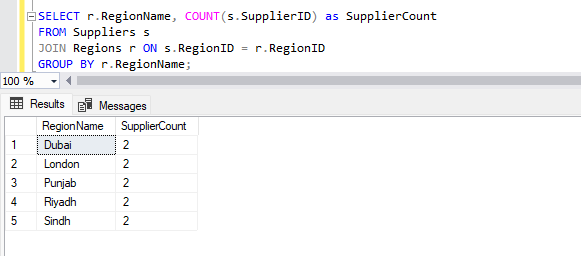 SELECT r.RegionName, COUNT(s.SupplierID) as SupplierCount
FROM Suppliers s
JOIN Regions r ON s.RegionID = r.RegionID
GROUP BY r.RegionName;
100 %
Results Messages
RegionName SupplierCount
1 Dubai 2
2 London 2
3 Punjab 2
4 Riyadh 2
5 Sindh 2